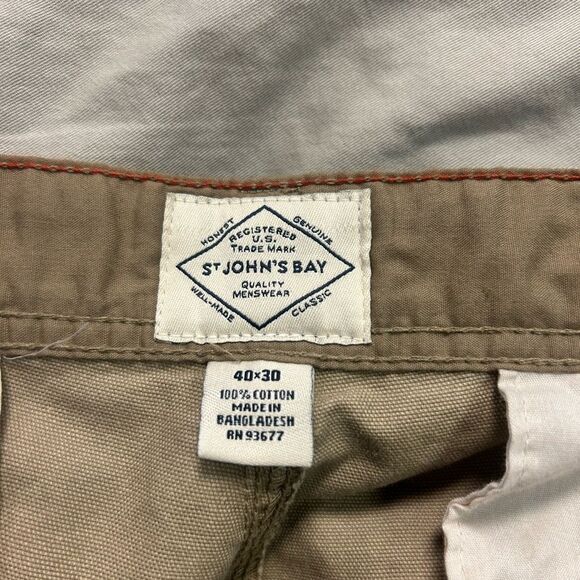 HONEST
GENUINE
REGISTERED
U.S.
TRADE MARK
ST JOHN'S BAY
QUALITY
MENSWEAR
WELL-MADE
CLASSIC
40x30
100% COTTON
MADE IN
BANGLADESH
RN 93677